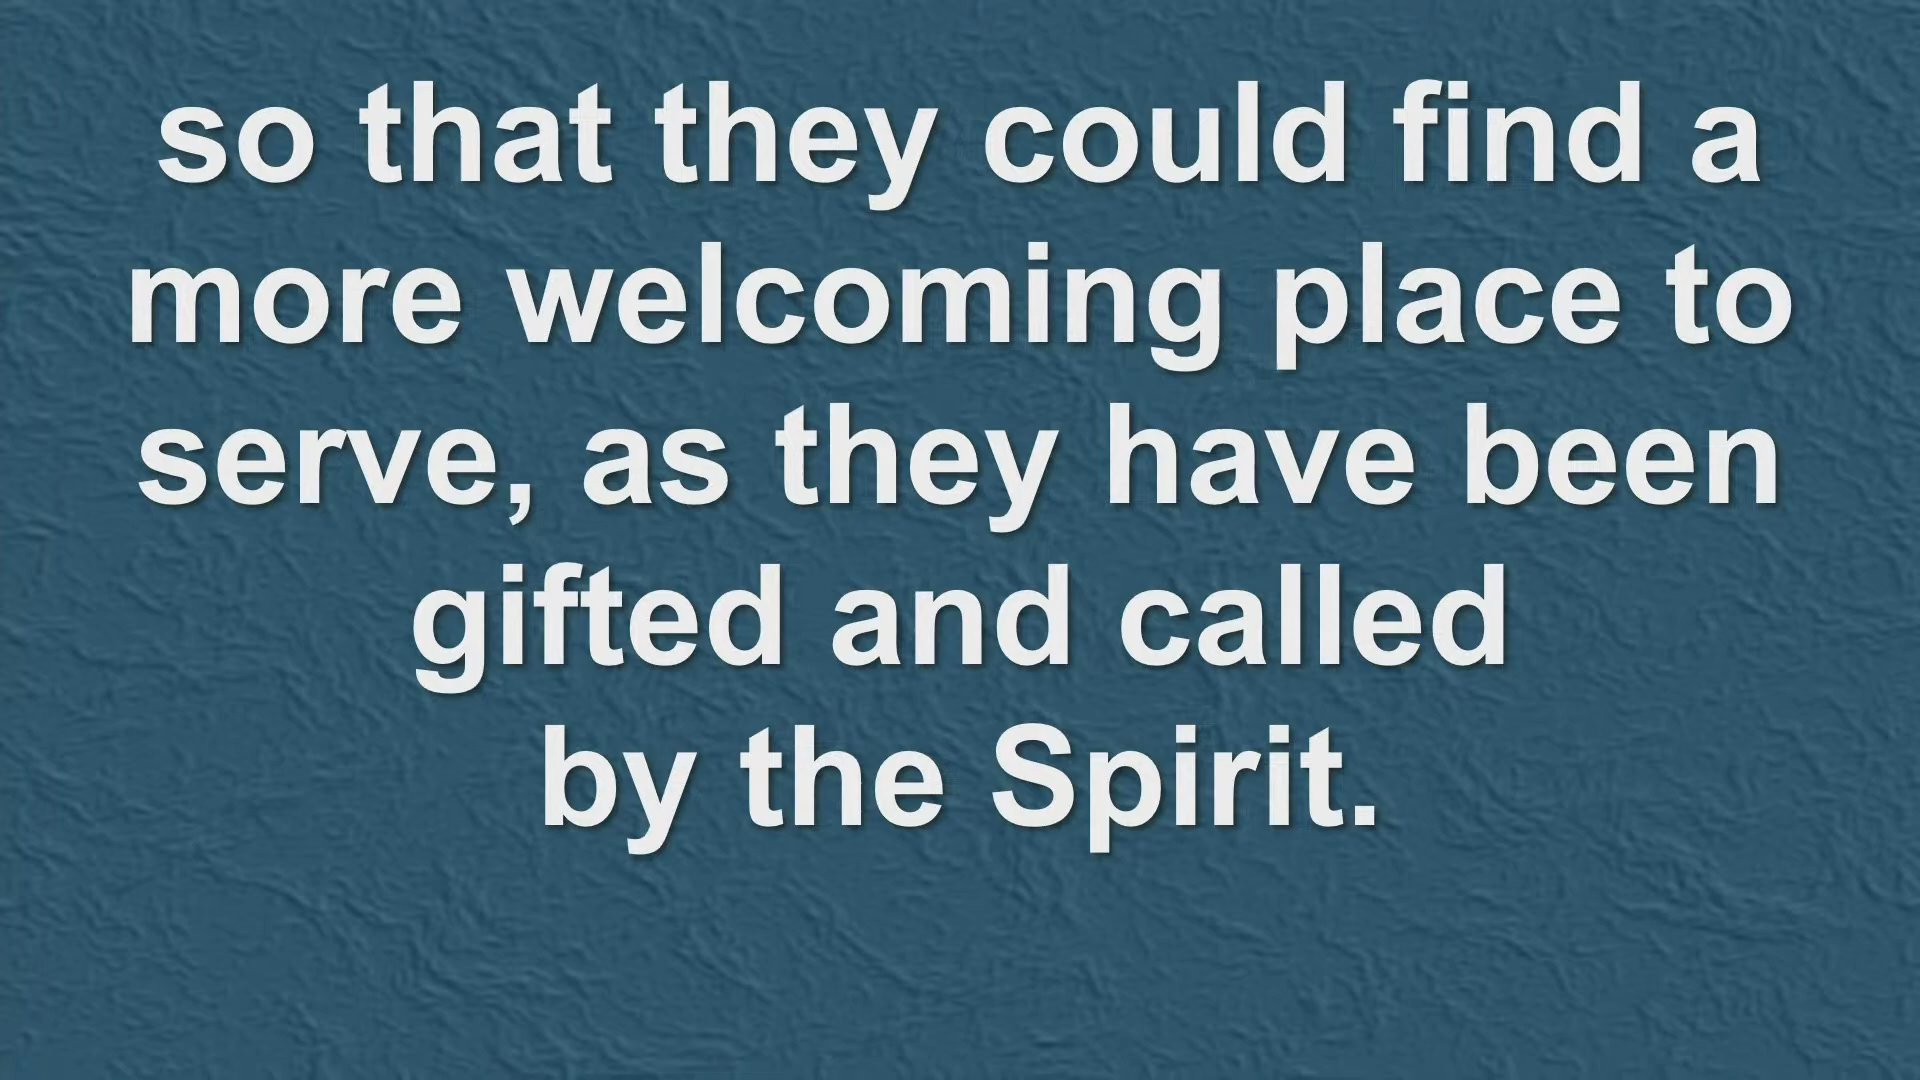 so that they could find a
more welcoming place to
serve, as they have been
gifted and called
by the Spirit.